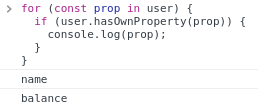 > for (const prop in user) {
    if (user.hasOwnProperty(prop)) {
      console.log(prop);
    }
  }
name
balance